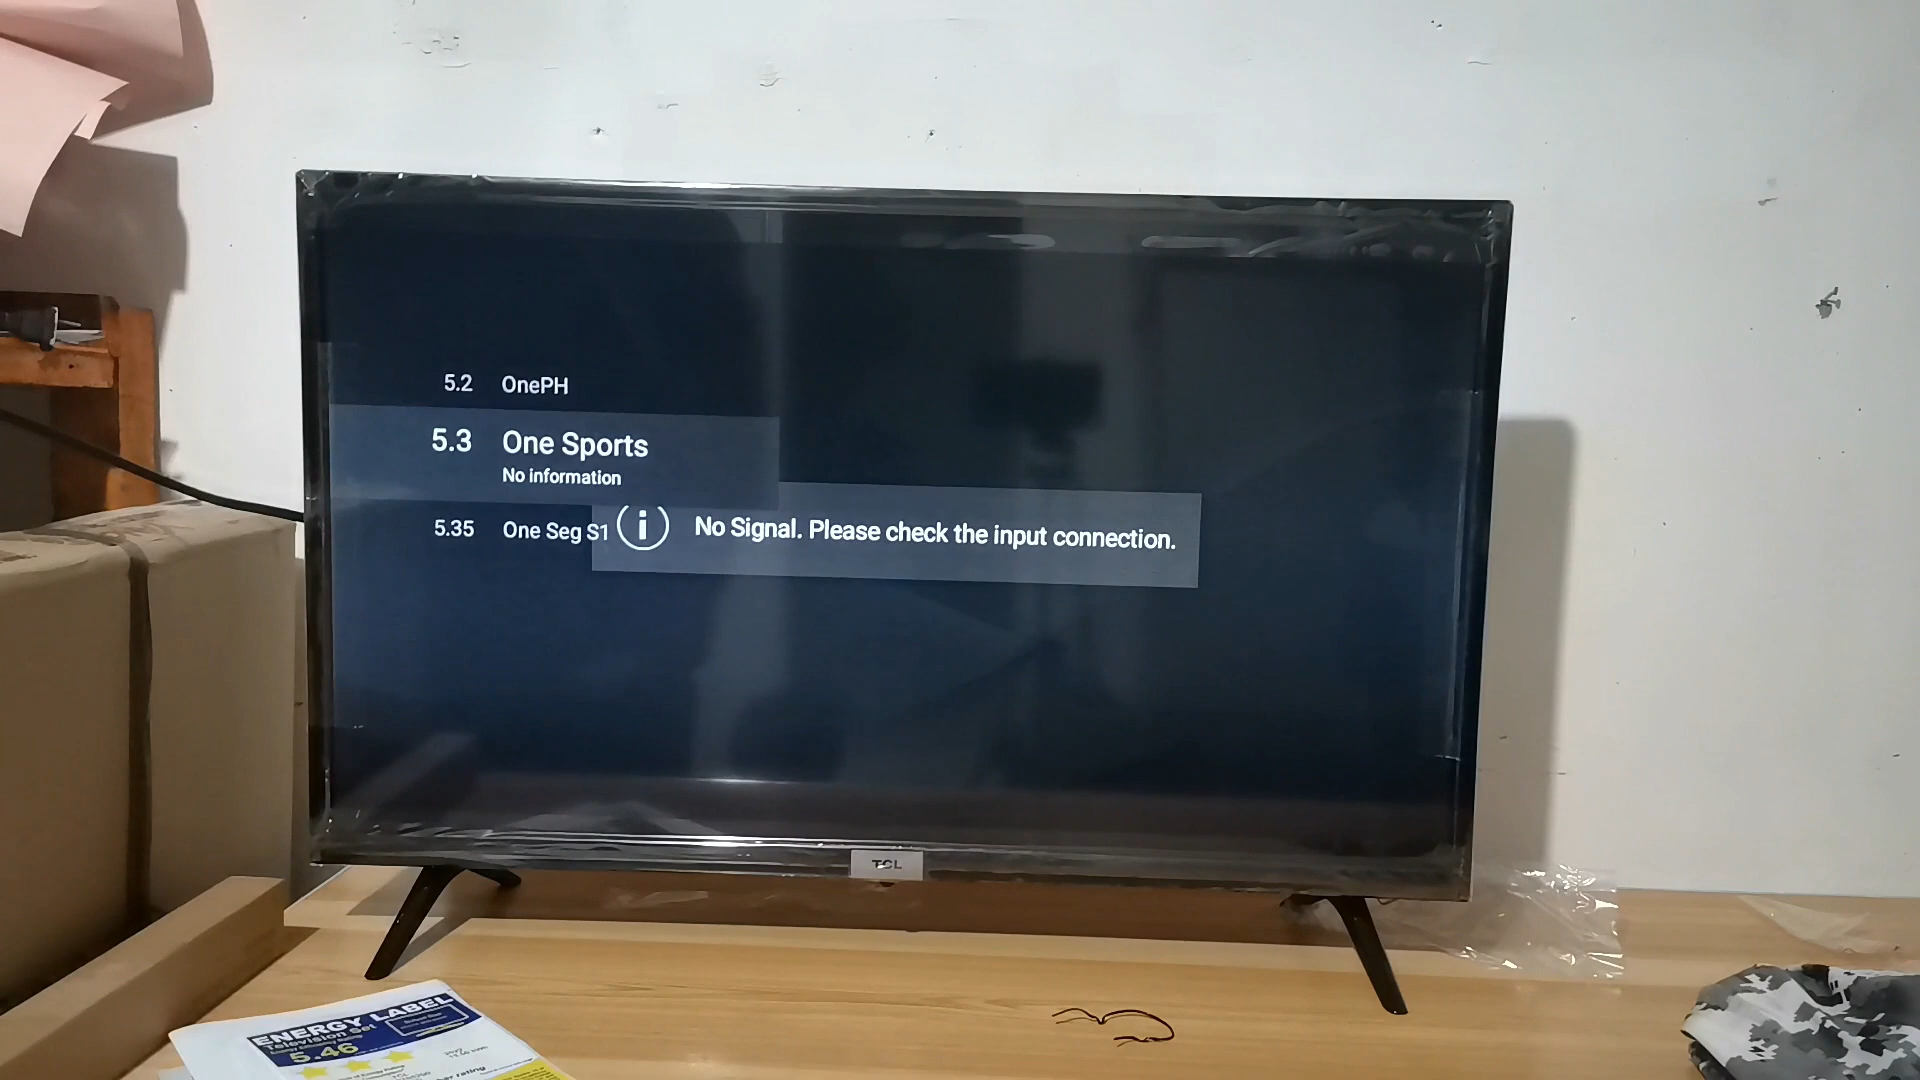 5.2 OnePH
5.3 One Sports
No information
5.35 One Seg S1
No Signal. Please check the input connection.
TCL
ENERGY LABEL
Television Set
5.46